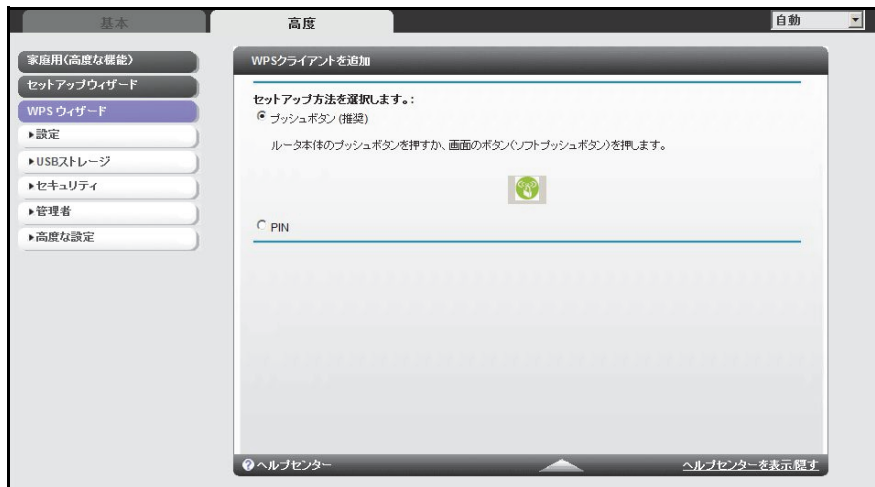 基本
高度
自動
家庭用(高度な機能)
セットアップウィザード
WPS ウィザード
▶設定
▶USBストレージ
▶セキュリティ
▶管理者
▶高度な設定
WPSクライアントを追加
セットアップ方法を選択します。:
プッシュボタン (推奨)
ルータ本体のプッシュボタンを押すか、画面のボタン(ソフトプッシュボタン)を押します。
PIN
ヘルプセンター
ヘルプセンターを表示/隠す